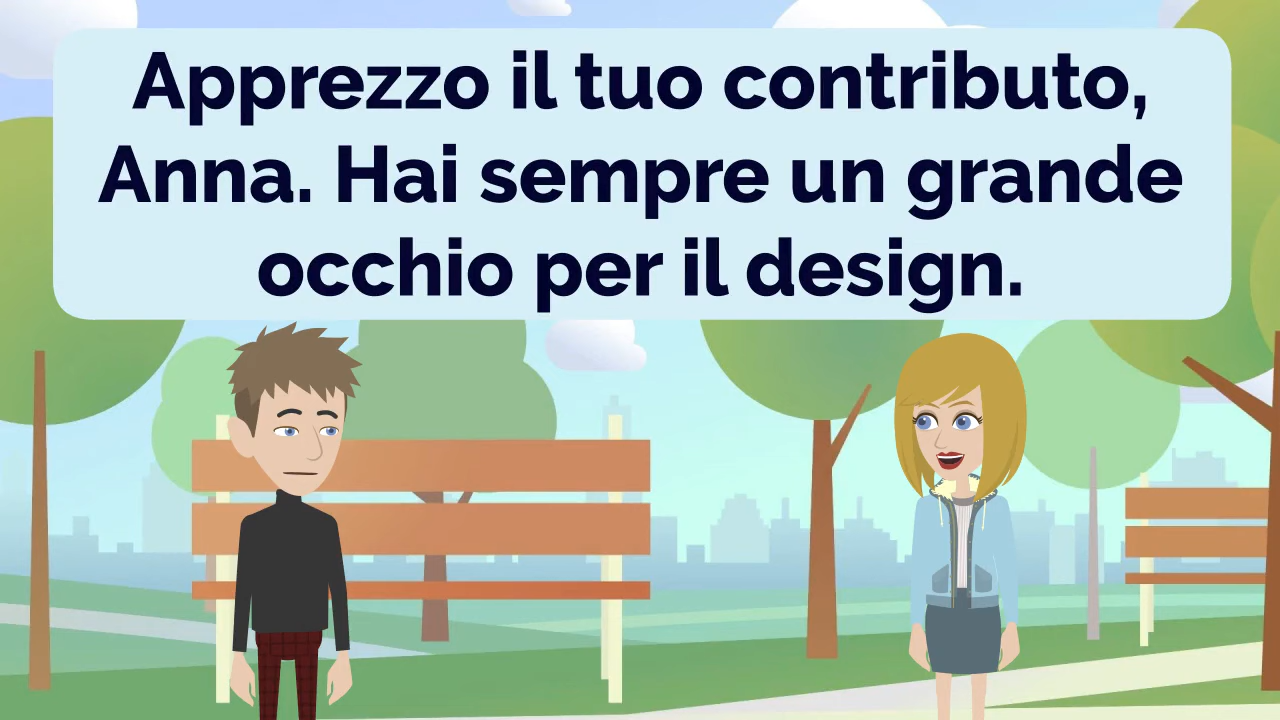 Apprezzo il tuo contributo,
Anna. Hai sempre un grande
occhio per il design.